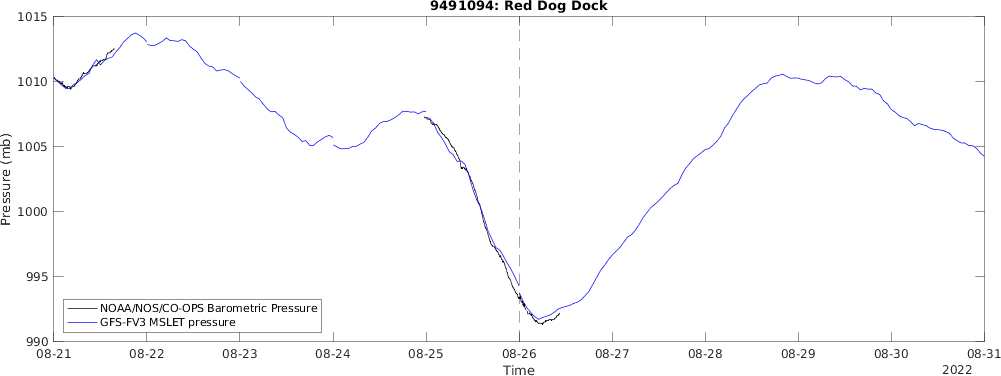 9491094: Red Dog Dock
Pressure (mb)
1015
1010
1005
1000
995
990
NOAA/NOS/CO-OPS Barometric Pressure
GFS-FV3 MSLET pressure
08-21 08-22 08-23 08-24 08-25 08-26 08-27 08-28 08-29 08-30 08-31
Time
2022